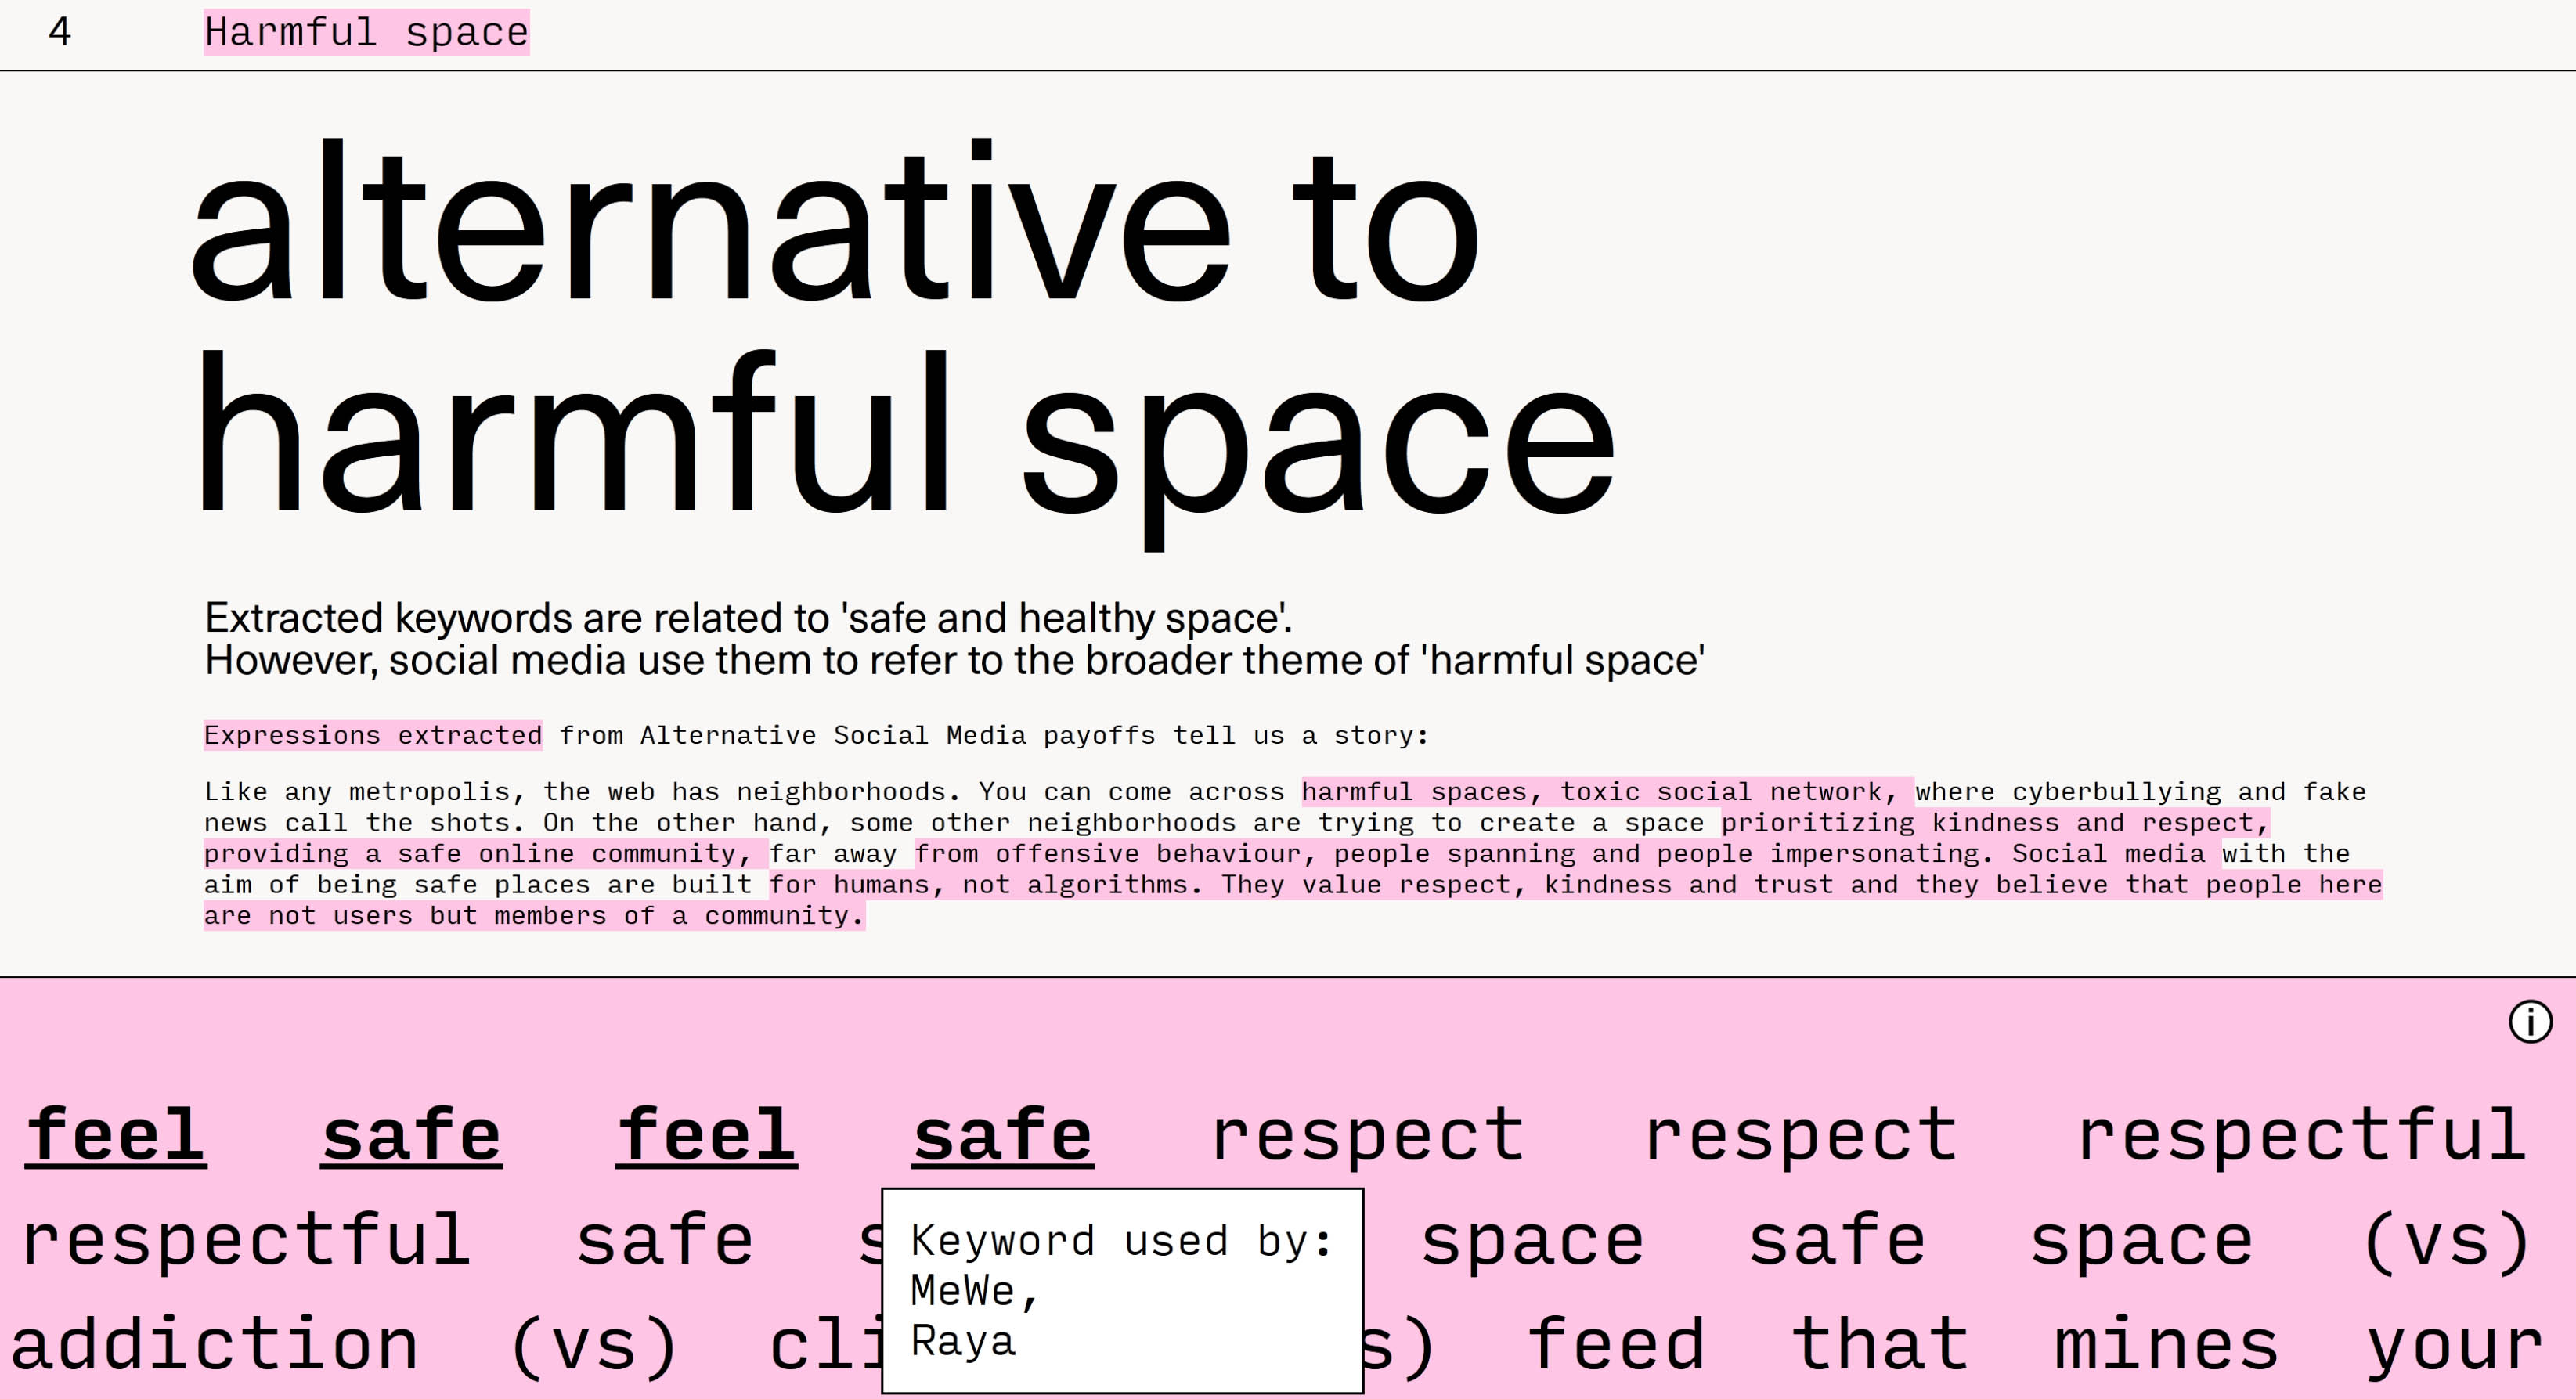 4 Harmful space
alternative to
harmful space
Extracted keywords are related to 'safe and healthy space'.
However, social media use them to refer to the broader theme of 'harmful space'
Expressions extracted from Alternative Social Media payoffs tell us a story:
Like any metropolis, the web has neighborhoods. You can come across harmful spaces, toxic social network, where cyberbullying and fake
news call the shots. On the other hand, some other neighborhoods are trying to create a space prioritizing kindness and respect,
providing a safe online community, far away from offensive behaviour, people spanning and people impersonating. Social media with the
aim of being safe places are built for humans, not algorithms. They value respect, kindness and trust and they believe that people here
are not users but members of a community.
i
feel safe feel safe respect respect respectful
respectful safe space safe space (vs)
addiction (vs) feed that mines your
Keyword used by:
MeWe,
Raya